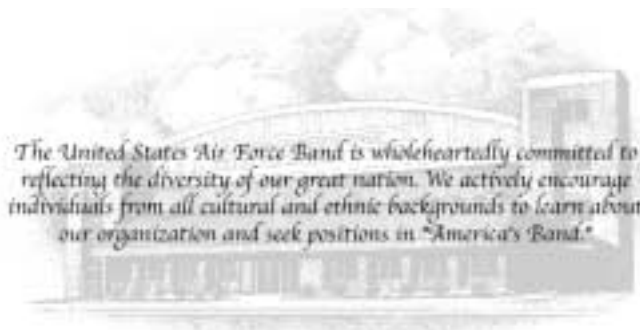 The United States Air Force Band is wholeheartedly committed to
reflecting the diversity of our great nation. We actively encourage
individuals from all cultural and ethnic backgrounds to learn about
our organization and seek positions in "America's Band."